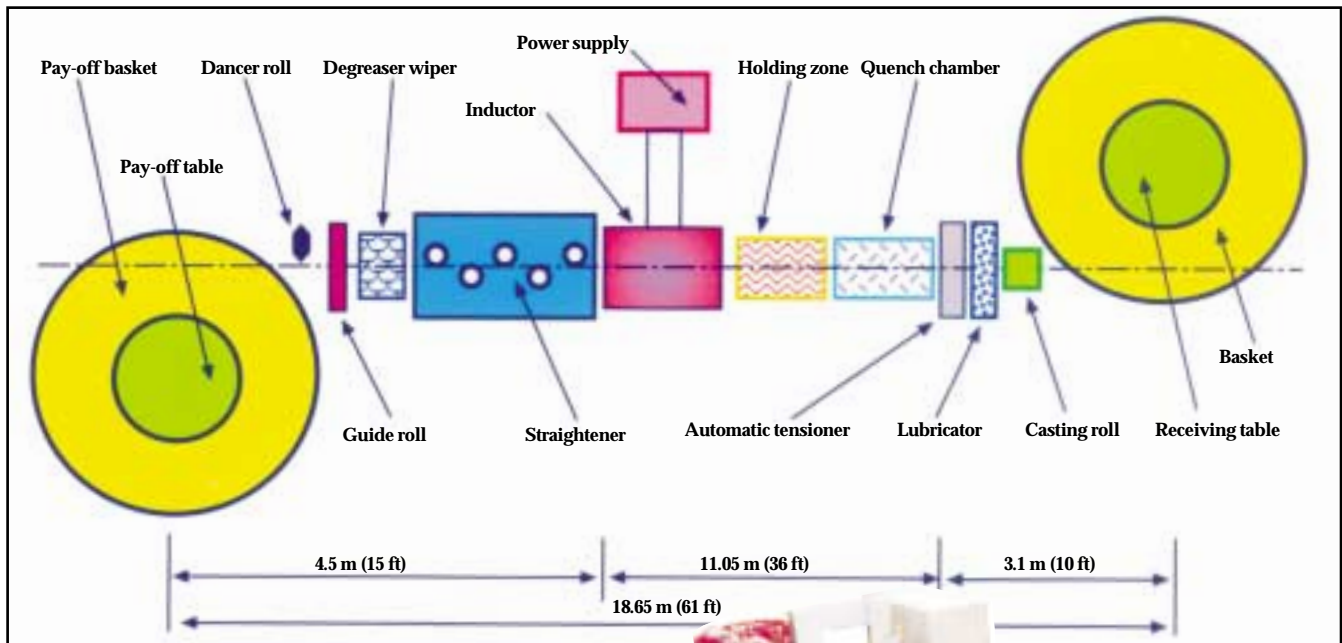 Power supply
Pay-off basket
Dancer roll
Degreaser wiper
Holding zone
Quench chamber
Inductor
Pay-off table
Basket
Guide roll
Straightener
Automatic tensioner
Lubricator
Casting roll
Receiving table
4.5 m (15 ft)
11.05 m (36 ft)
3.1 m (10 ft)
18.65 m (61 ft)